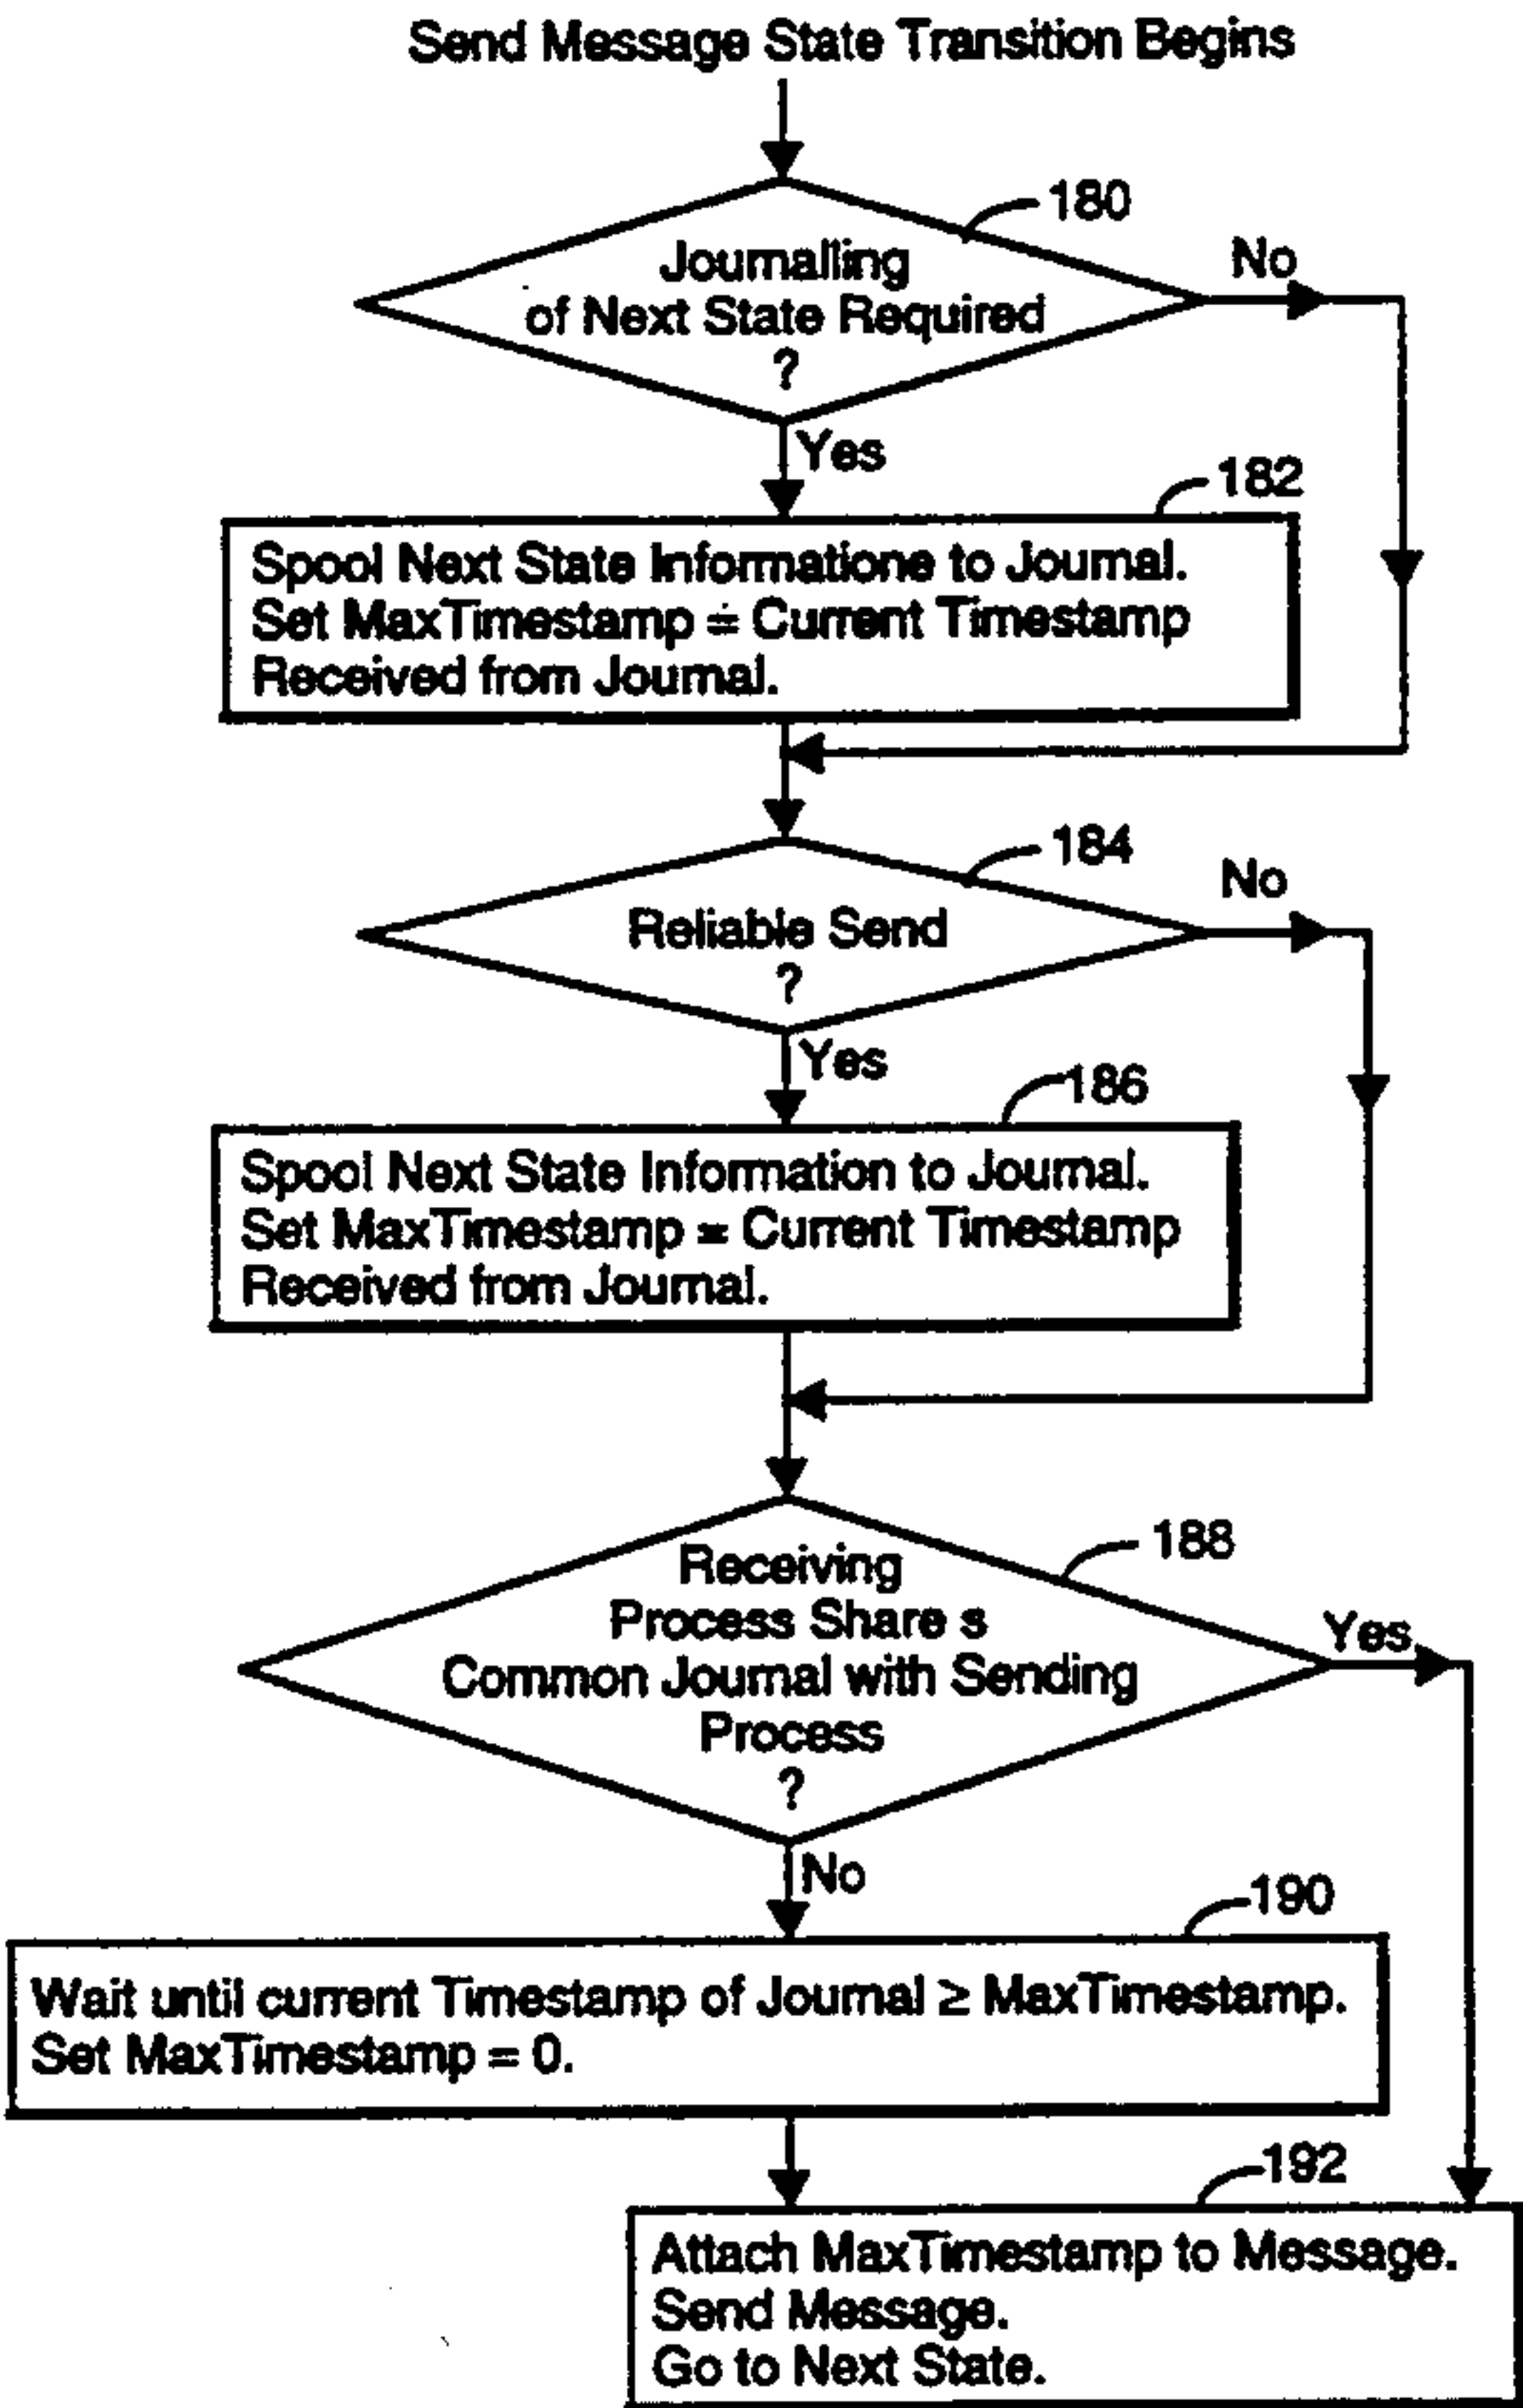 Send Message State Transition Begins
180
Journalling
of Next State Required
?
No
Yes
182
Spool Next State Informatione to Journal.
Set MaxTimestamp = Current Timestamp
Received from Journal.
184
Reliable Send
?
No
Yes
186
Spool Next State Information to Journal.
Set MaxTimestamp = Current Timestamp
Received from Journal.
188
Receiving
Process Share s
Common Journal with Sending
Process
?
Yes
No
190
Wait until current Timestamp of Journal ≥ MaxTimestamp.
Set MaxTimestamp = 0.
192
Attach MaxTimestamp to Message.
Send Message.
Go to Next State.